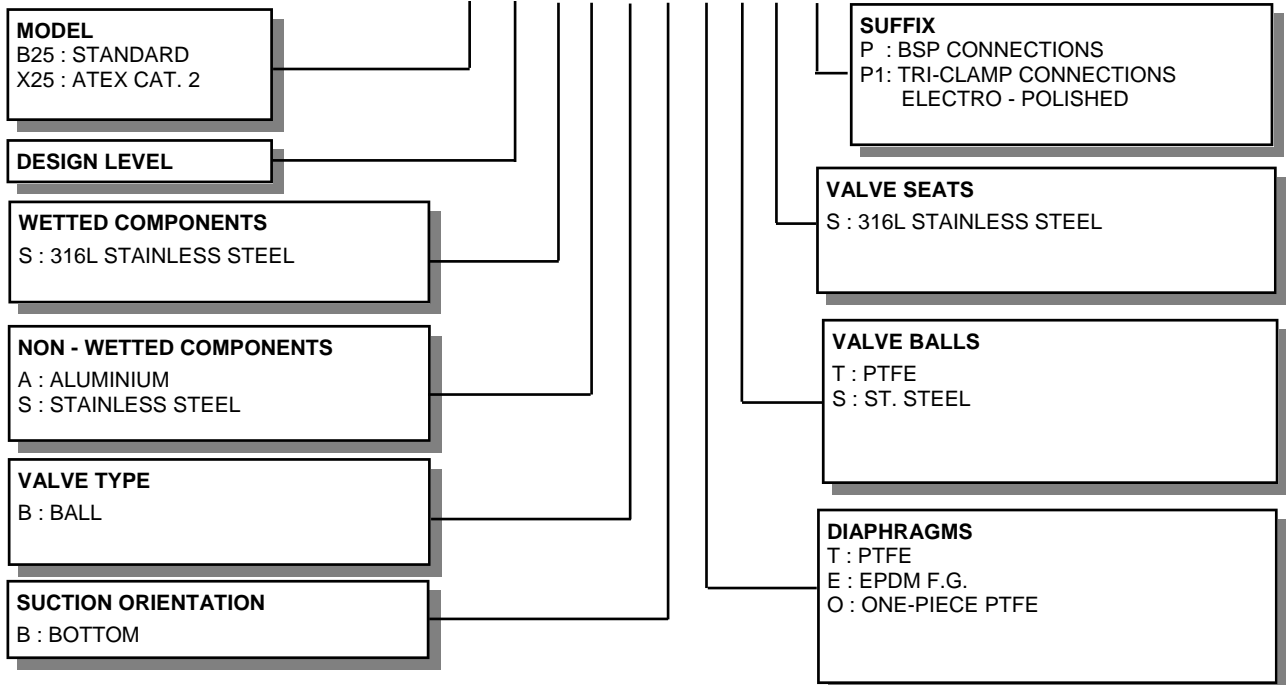 MODEL
B25 : STANDARD
X25 : ATEX CAT. 2
DESIGN LEVEL
WETTED COMPONENTS
S : 316L STAINLESS STEEL
NON - WETTED COMPONENTS
A : ALUMINIUM
S : STAINLESS STEEL
VALVE TYPE
B : BALL
SUCTION ORIENTATION
B : BOTTOM
SUFFIX
P : BSP CONNECTIONS
P1: TRI-CLAMP CONNECTIONS
ELECTRO - POLISHED
VALVE SEATS
S : 316L STAINLESS STEEL
VALVE BALLS
T : PTFE
S : ST. STEEL
DIAPHRAGMS
T : PTFE
E : EPDM F.G.
O : ONE-PIECE PTFE